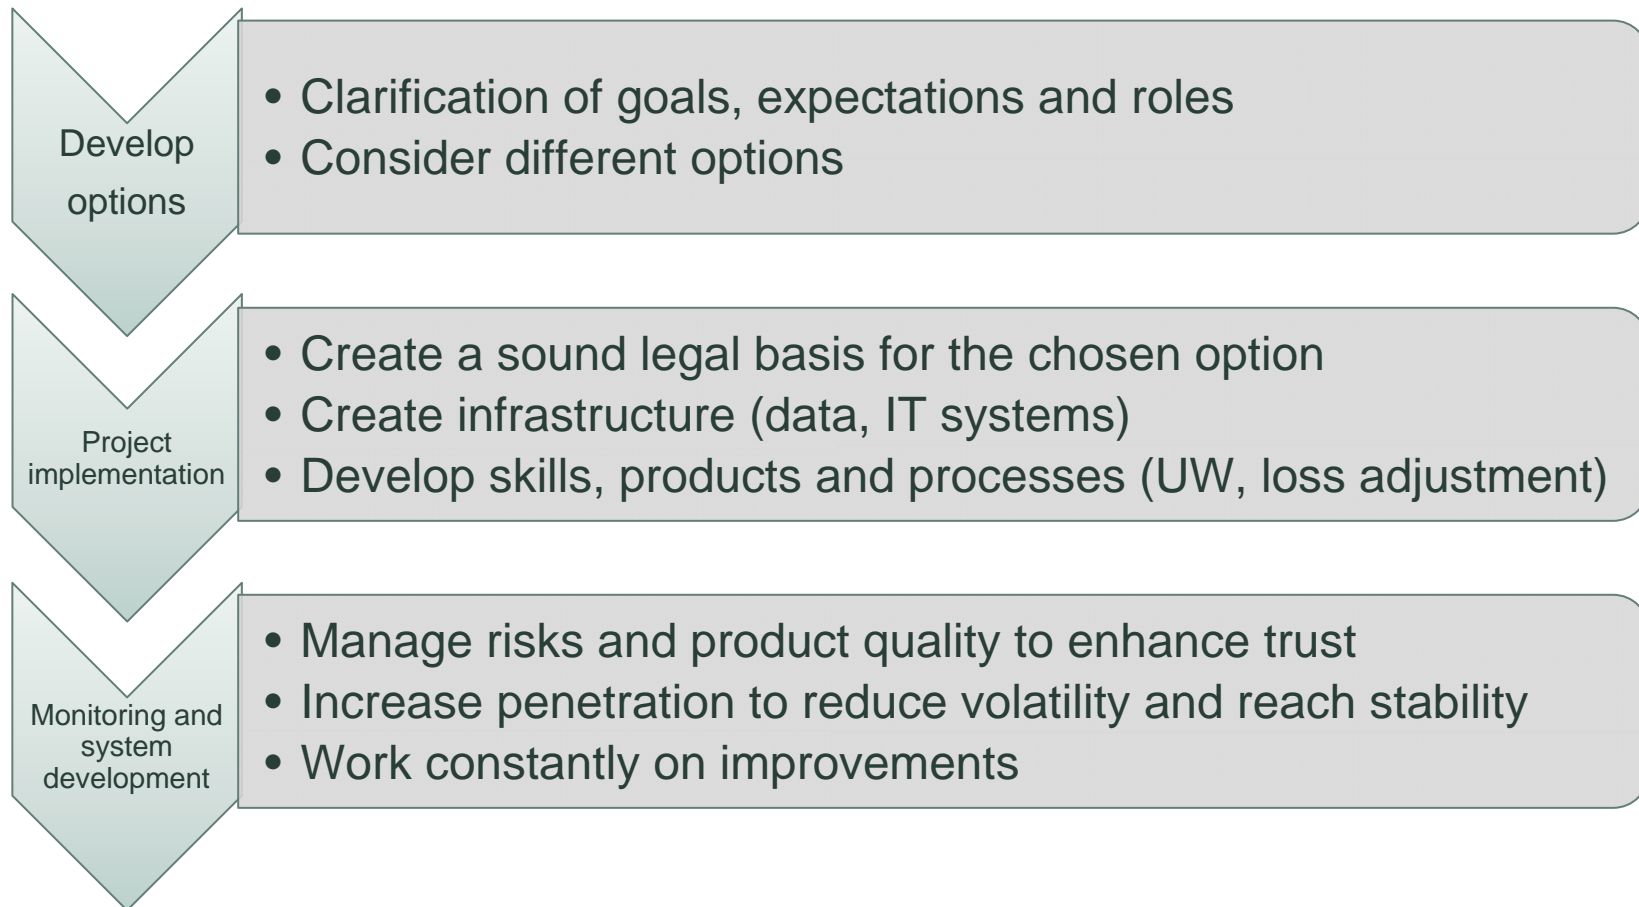 Develop
options
• Clarification of goals, expectations and roles
• Consider different options
Project
implementation
• Create a sound legal basis for the chosen option
• Create infrastructure (data, IT systems)
• Develop skills, products and processes (UW, loss adjustment)
Monitoring and
system
development
• Manage risks and product quality to enhance trust
• Increase penetration to reduce volatility and reach stability
• Work constantly on improvements